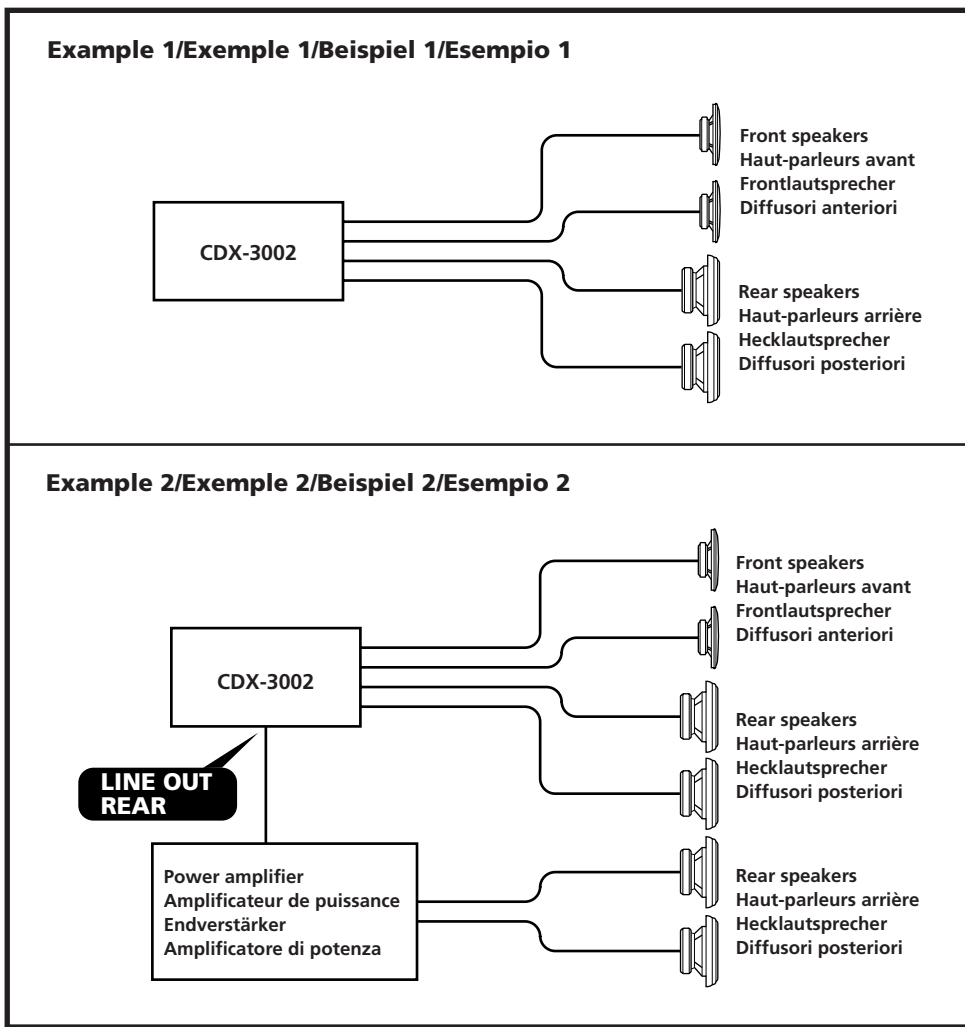 Example 1/Exemple 1/Beispiel 1/Esempio 1
CDX-3002
Front speakers
Haut-parleurs avant
Frontlautsprecher
Diffusori anteriori
Rear speakers
Haut-parleurs arrière
Hecklautsprecher
Diffusori posteriori
Example 2/Exemple 2/Beispiel 2/Esempio 2
CDX-3002
Front speakers
Haut-parleurs avant
Frontlautsprecher
Diffusori anteriori
Rear speakers
Haut-parleurs arrière
Hecklautsprecher
Diffusori posteriori
LINE OUT
REAR
Power amplifier
Amplificateur de puissance
Endverstärker
Amplificatore di potenza
Rear speakers
Haut-parleurs arrière
Hecklautsprecher
Diffusori posteriori